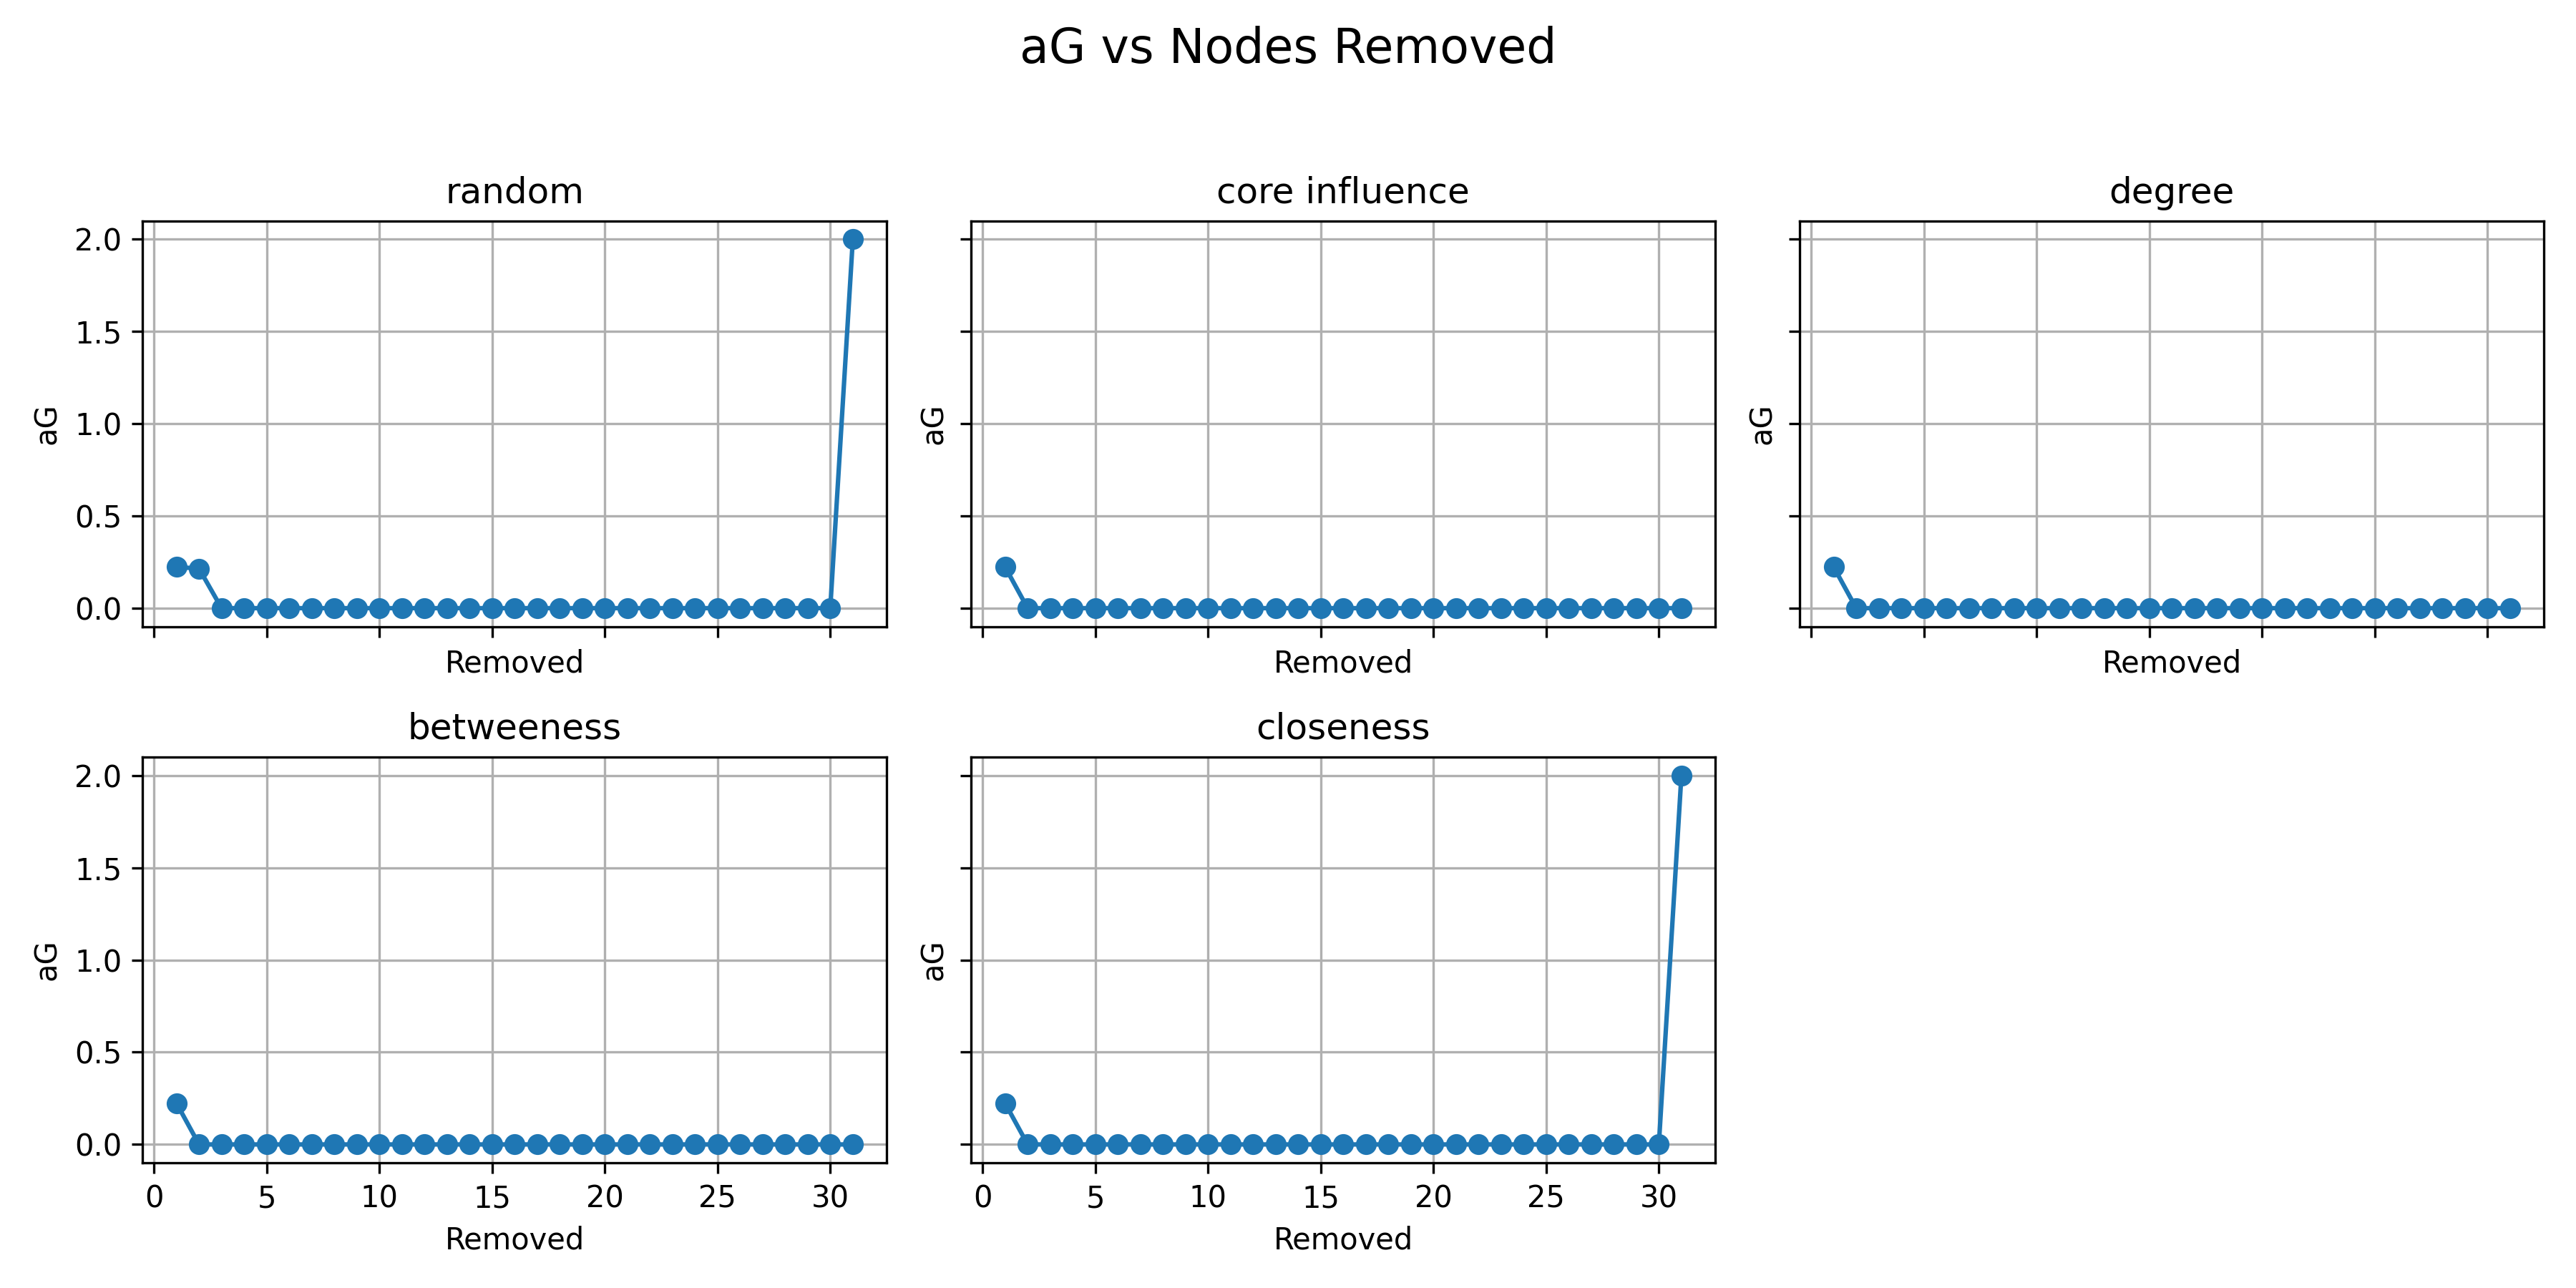 aG vs Nodes Removed
random
core influence
degree
2.0
1.5
1.0
0.5
0.0
aG
aG
aG
Removed
Removed
Removed
betweeness
closeness
2.0
1.5
1.0
0.5
0.0
aG
aG
0 5 10 15 20 25 30
0 5 10 15 20 25 30
Removed
Removed